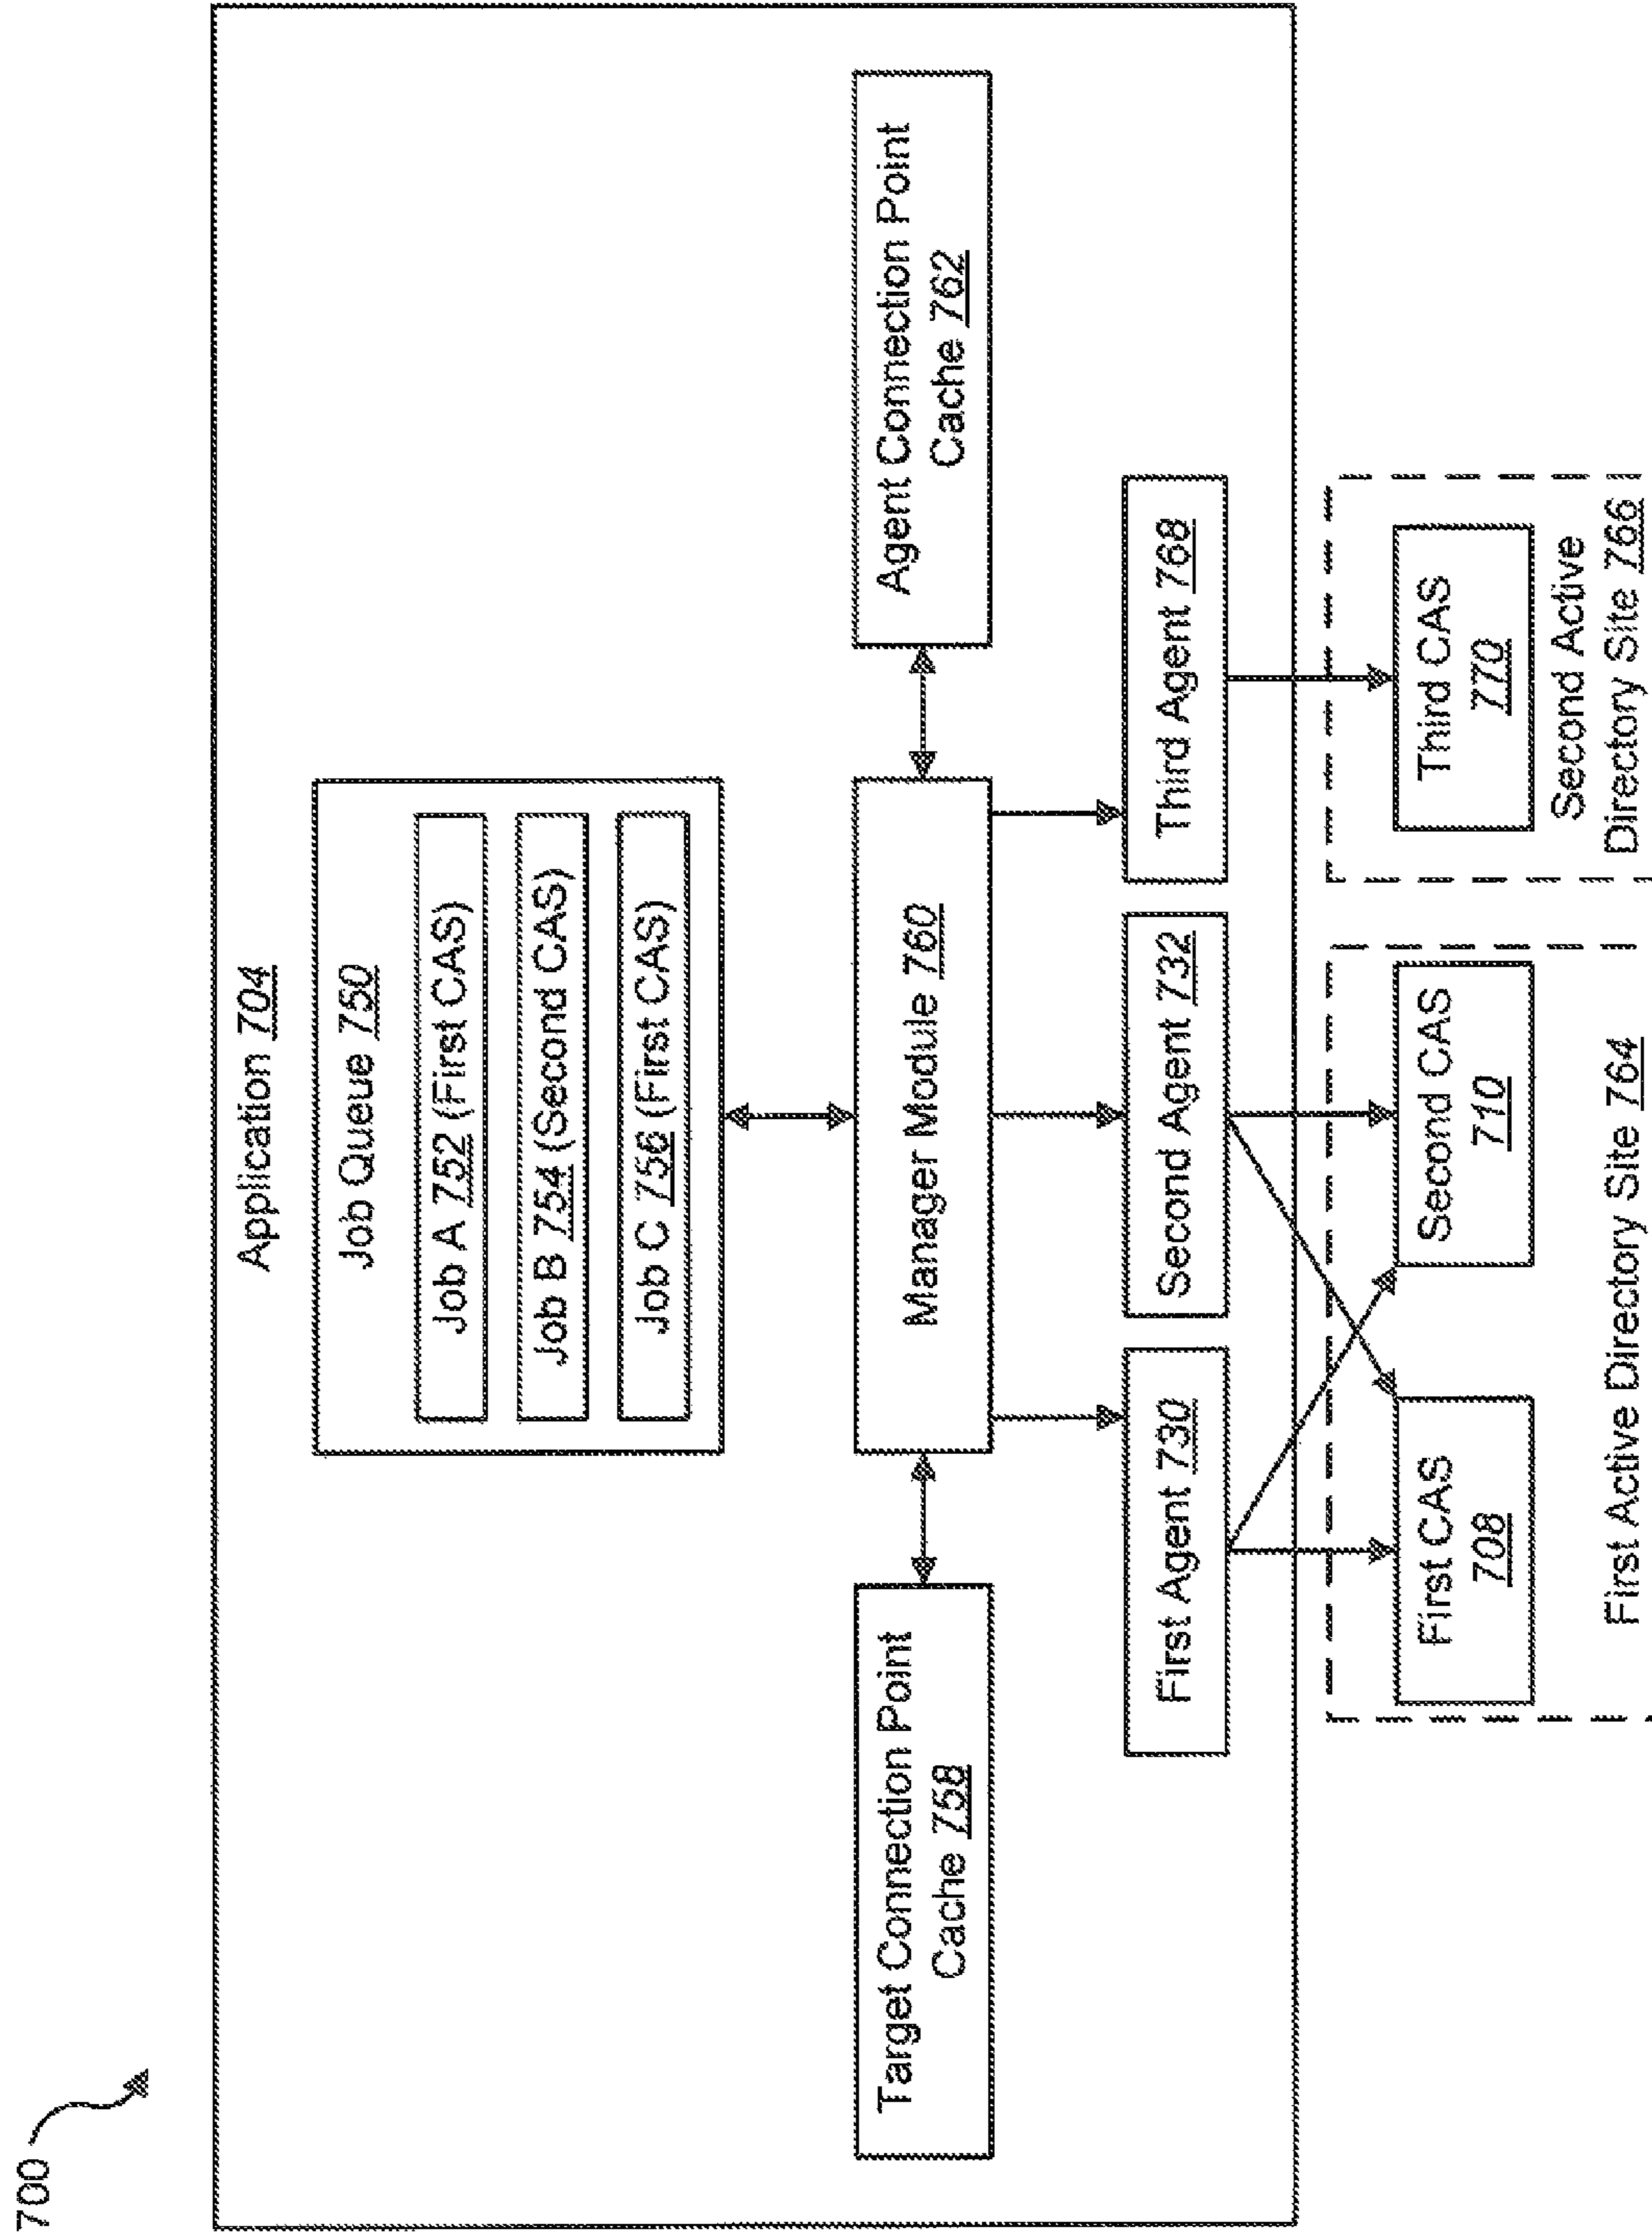 700
Application 704
Job Queue 750
Job A 752 (First CAS)
Job B 754 (Second CAS)
Job C 756 (First CAS)
Target Connection Point
Cache 758
Manager Module 760
Agent Connection Point
Cache 762
First Agent 730
Second Agent 732
Third Agent 768
First CAS
708
Second CAS
710
First Active Directory Site 764
Third CAS
770
Second Active
Directory Site 766